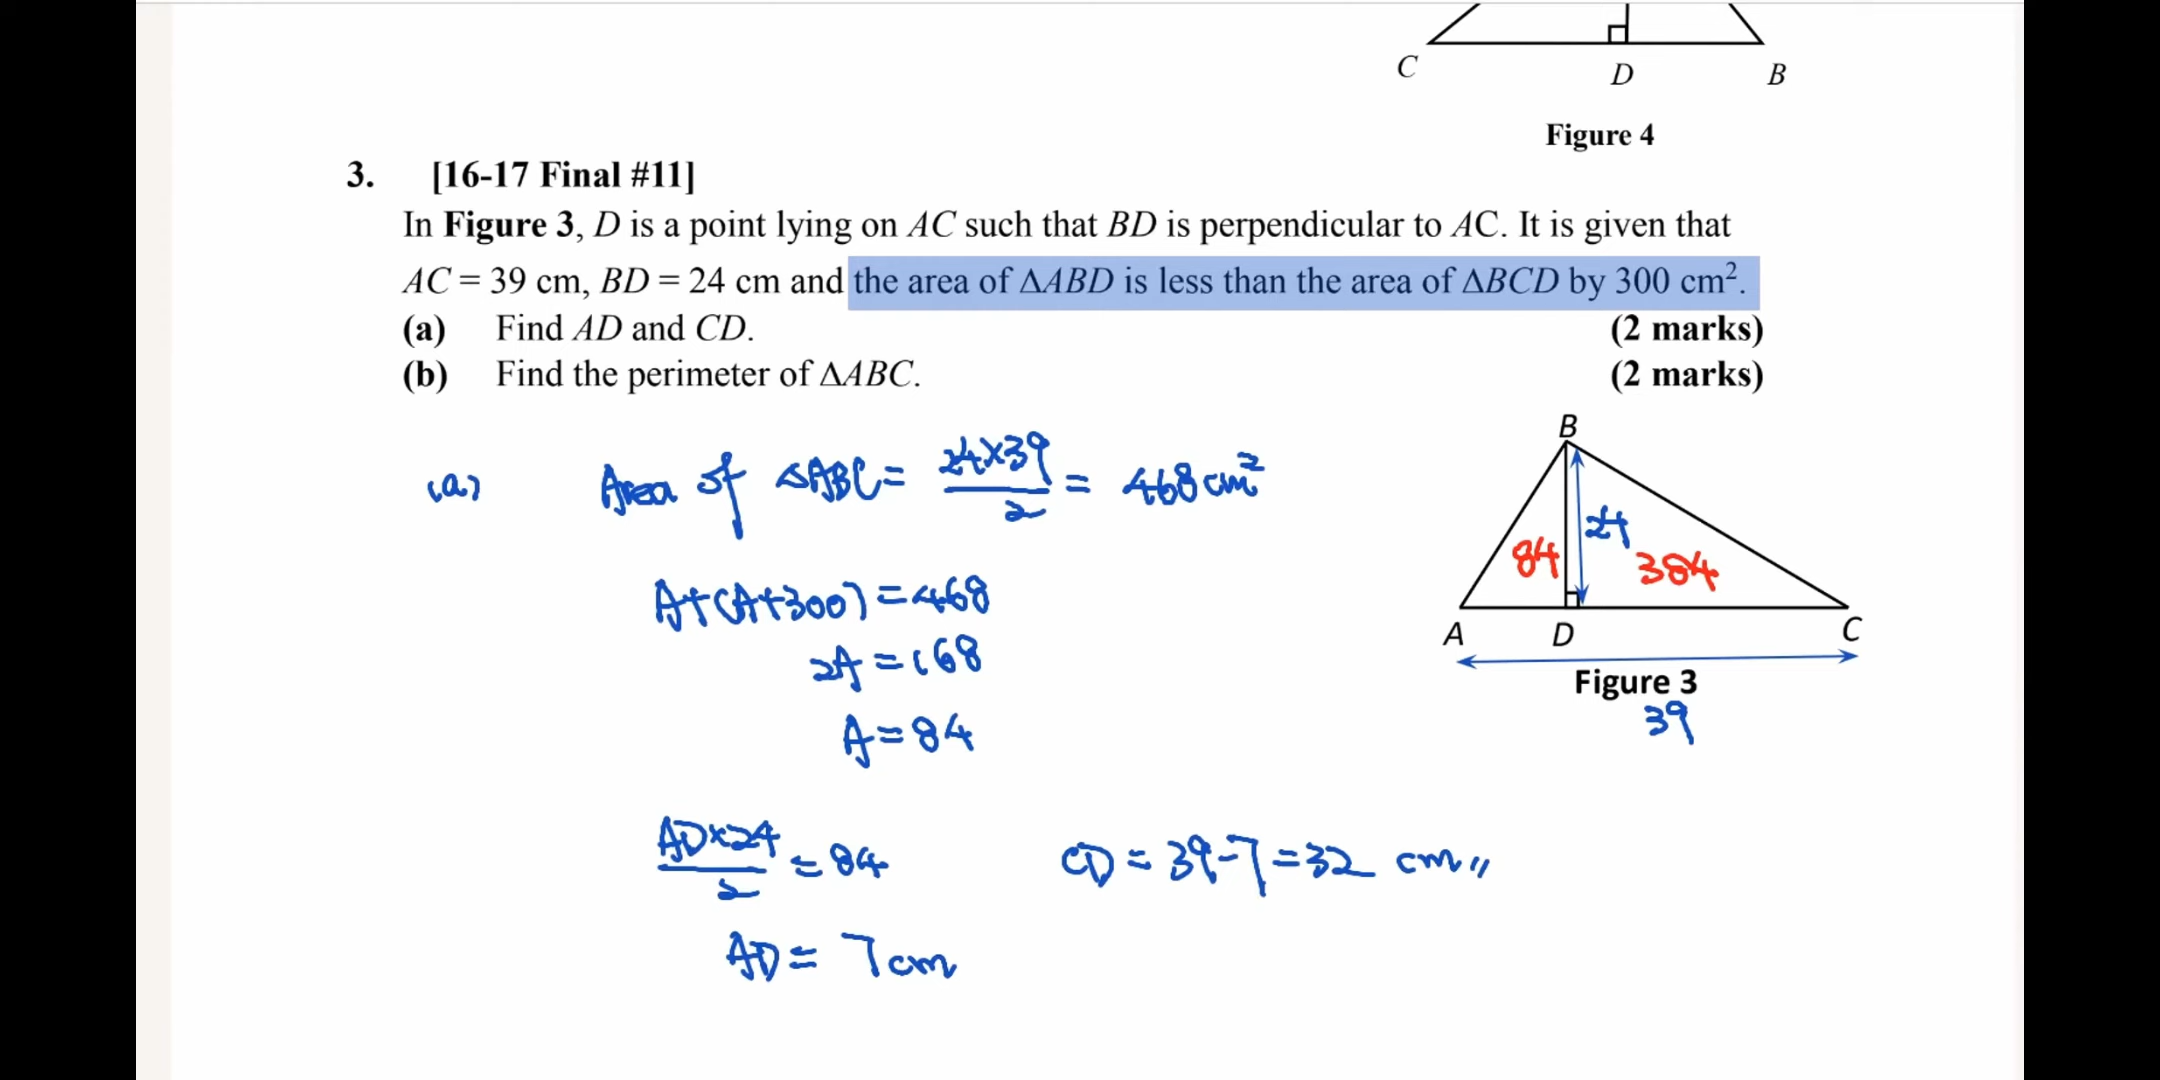 C D B
Figure 4
3. [16-17 Final #11]
In Figure 3, D is a point lying on AC such that BD is perpendicular to AC. It is given that
AC = 39 cm, BD = 24 cm and the area of ΔABD is less than the area of ΔBCD by 300 cm².
(a) Find AD and CD. (2 marks)
(b) Find the perimeter of ΔABC. (2 marks)
(a) Area of ΔABC = 24×39/2 = 468 cm²
A+(A+300)=468
2A=168
A=84
AD×24/2 = 84
AD = 7cm
CD = 39-7=32 cm
B
24
84
384
A D C
Figure 3
39